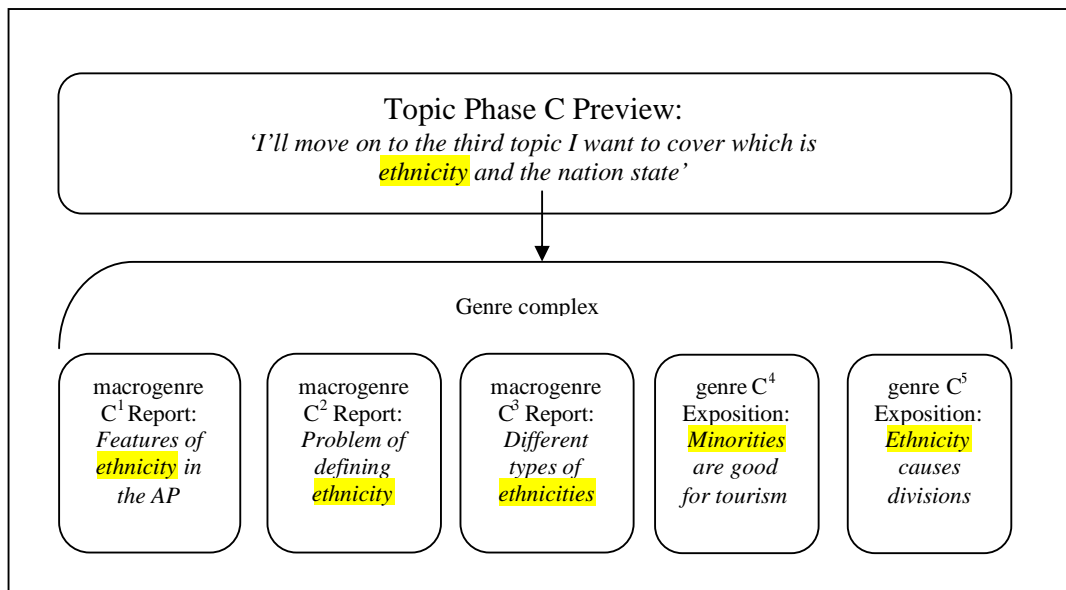 Topic Phase C Preview:
‘I’ll move on to the third topic I want to cover which is
ethnicity and the nation state’
Genre complex
macrogenre
C¹ Report:
Features of
ethnicity in
the AP
macrogenre
C² Report:
Problem of
defining
ethnicity
macrogenre
C³ Report:
Different
types of
ethnicities
genre C⁴
Exposition:
Minorities
are good
for tourism
genre C⁵
Exposition:
Ethnicity
causes
divisions